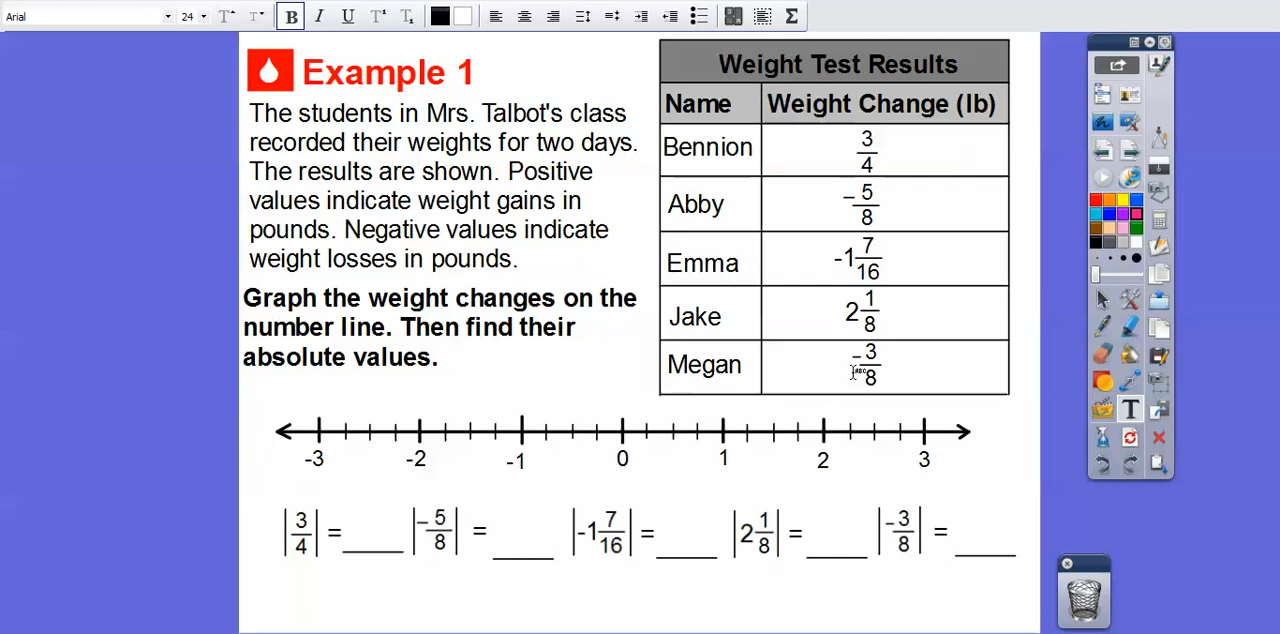 Arial 24 B I U T T Σ
Example 1
The students in Mrs. Talbot's class
recorded their weights for two days.
The results are shown. Positive
values indicate weight gains in
pounds. Negative values indicate
weight losses in pounds.
Graph the weight changes on the
number line. Then find their
absolute values.
Weight Test Results
Name Weight Change (lb)
Bennion 3/4
Abby -5/8
Emma -1 7/16
Jake 2 1/8
Megan -3/8
-3 -2 -1 0 1 2 3
|3/4| = ____ |-5/8| = ____ |-1 7/16| = ____ |2 1/8| = ____ |-3/8| = ____